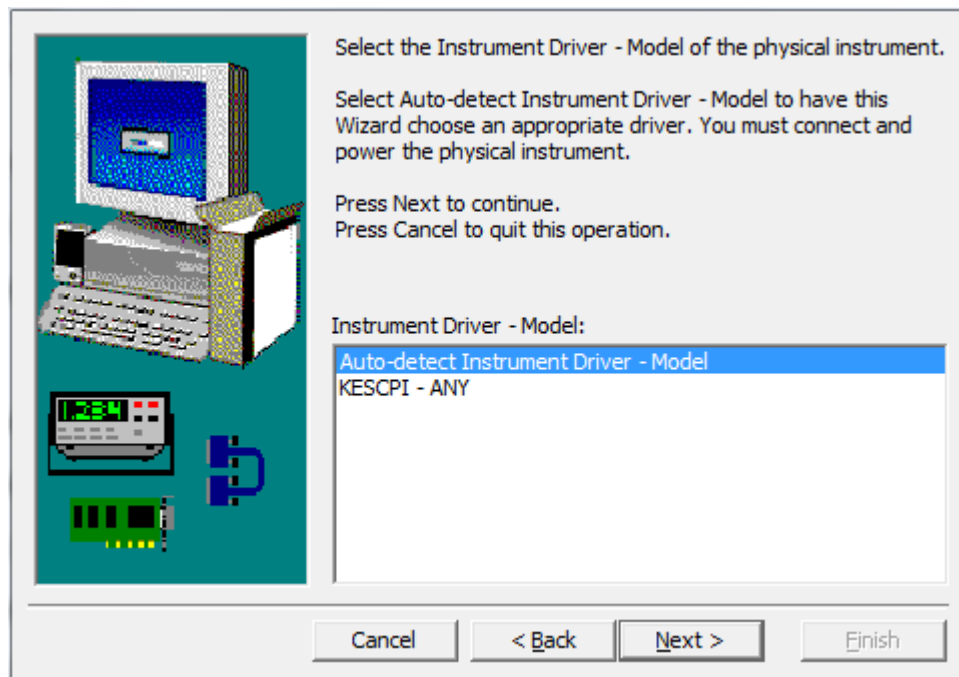 Select the Instrument Driver - Model of the physical instrument.
Select Auto-detect Instrument Driver - Model to have this
Wizard choose an appropriate driver. You must connect and
power the physical instrument.
Press Next to continue.
Press Cancel to quit this operation.
1.234
Instrument Driver - Model:
Auto-detect Instrument Driver - Model
KESCPI - ANY
Cancel
< Back
Next >
Finish